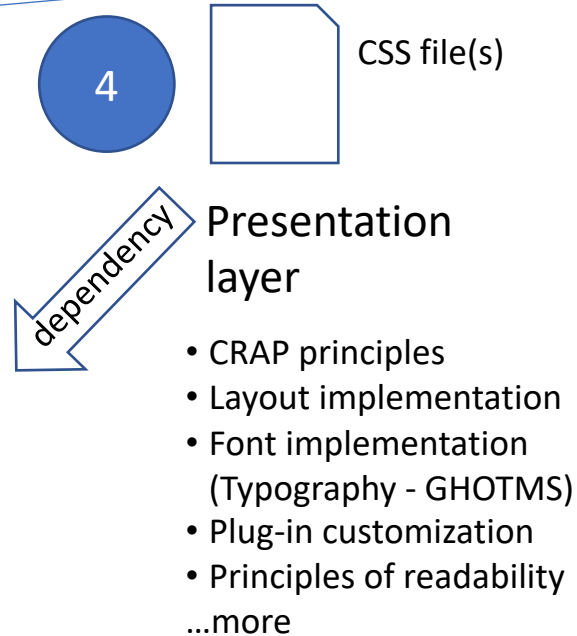 4
CSS file(s)
dependency
Presentation
layer
• CRAP principles
• Layout implementation
• Font implementation
(Typography - GHOTMS)
• Plug-in customization
• Principles of readability
...more